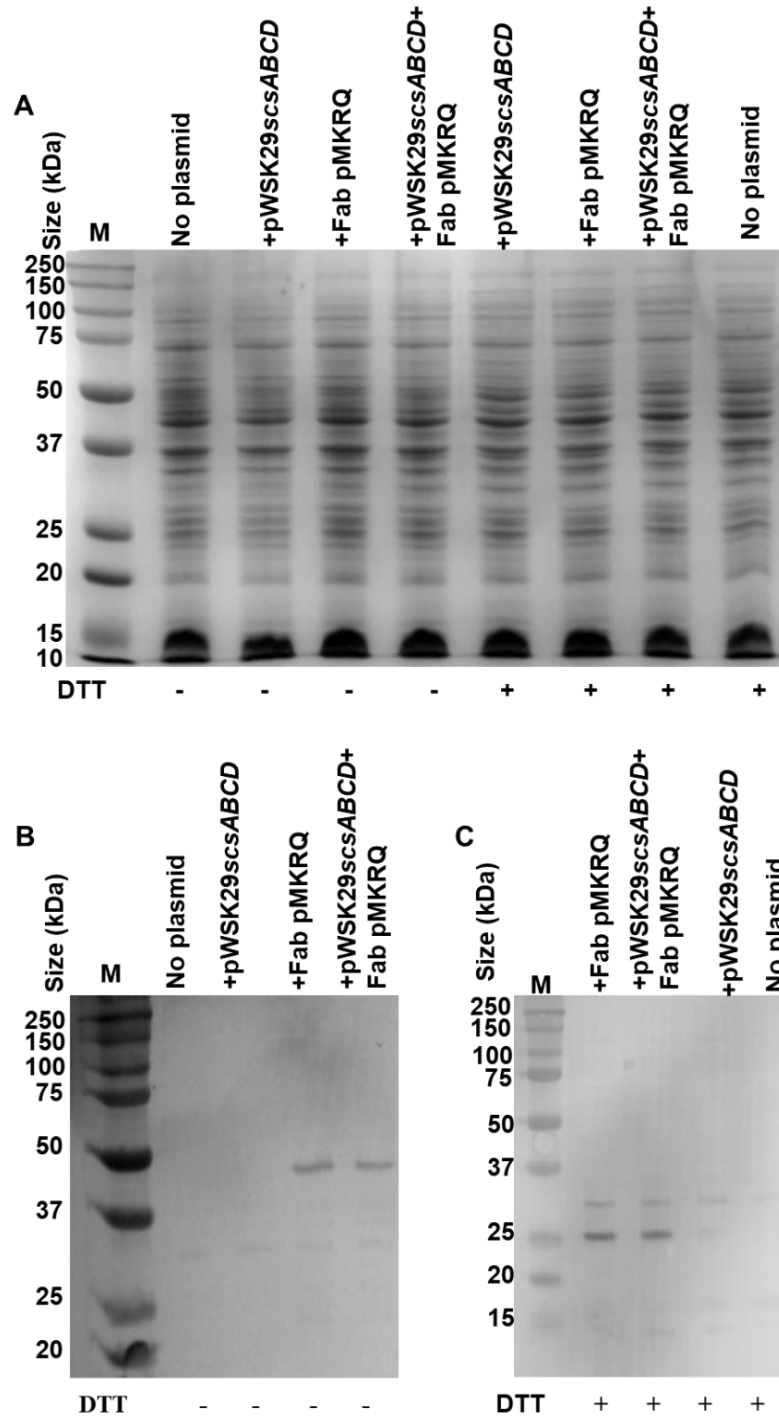 A
Size (kDa)
M
No plasmid
+pWSK29scsABCD
+Fab pMKRQ
+pWSK29scsABCD+
Fab pMKRQ
+pWSK29scsABCD
+Fab pMKRQ
+pWSK29scsABCD+
Fab pMKRQ
No plasmid
250
150
100
75
50
37
25
20
15
10
DTT - - - - + + + +
B
Size (kDa)
M
No plasmid
+pWSK29scsABCD
+Fab pMKRQ
+pWSK29scsABCD+
Fab pMKRQ
250
150
100
75
50
37
25
20
DTT - - - -
C
Size (kDa)
M
+Fab pMKRQ
+pWSK29scsABCD+
Fab pMKRQ
+pWSK29scsABCD
No plasmid
250
150
100
75
50
37
25
20
15
DTT + + + +